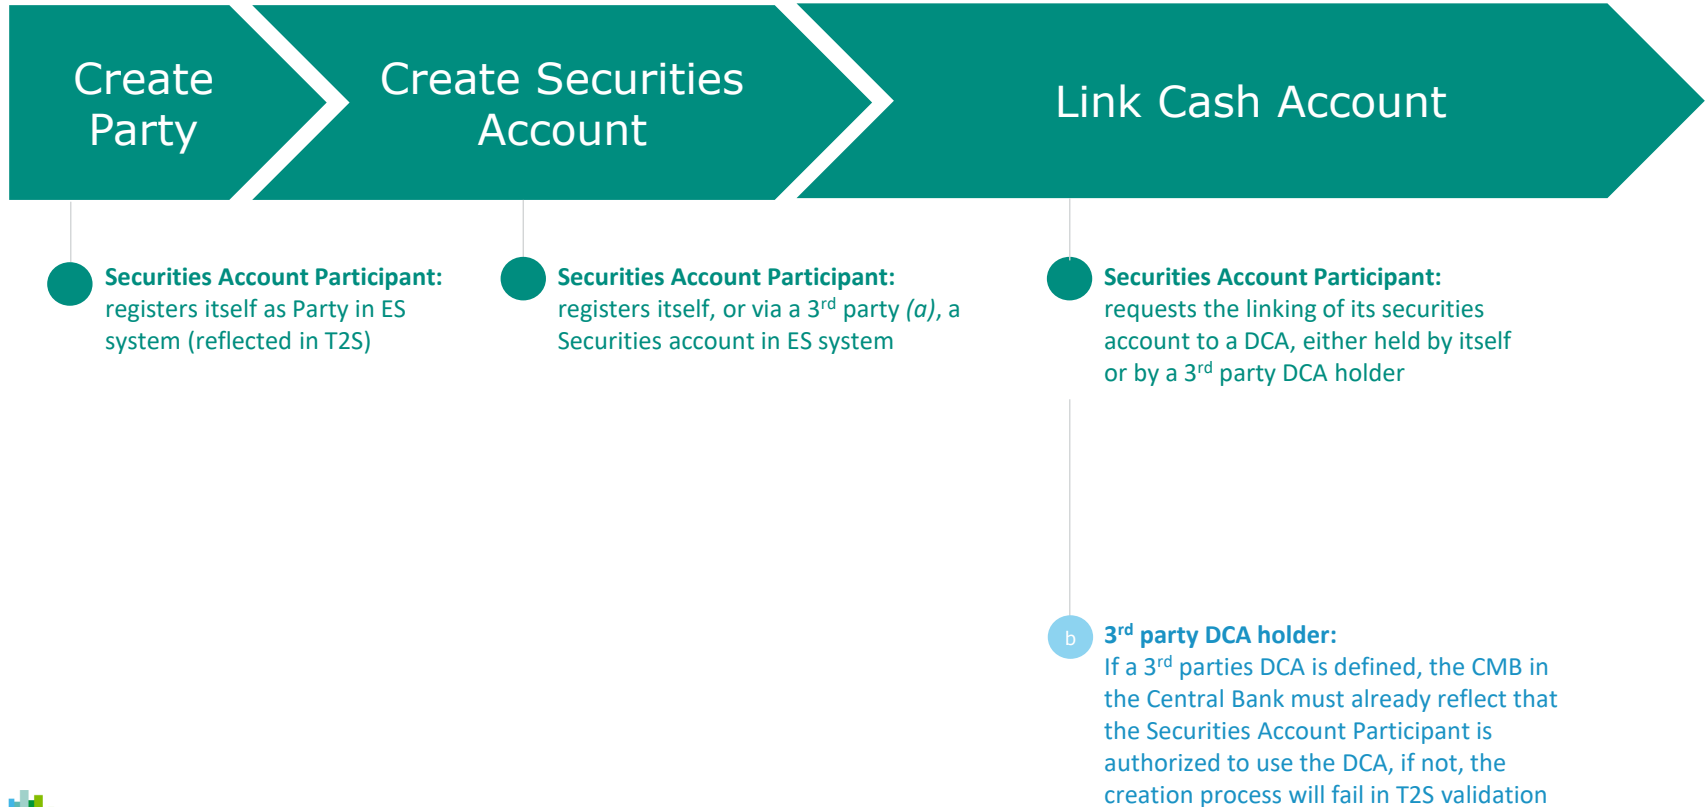 Create
Party
Create Securities
Account
Link Cash Account
Securities Account Participant:
registers itself as Party in ES
system (reflected in T2S)
Securities Account Participant:
registers itself, or via a 3rd party (a), a
Securities account in ES system
Securities Account Participant:
requests the linking of its securities
account to a DCA, either held by itself
or by a 3rd party DCA holder
b
3rd party DCA holder:
If a 3rd parties DCA is defined, the CMB in
the Central Bank must already reflect that
the Securities Account Participant is
authorized to use the DCA, if not, the
creation process will fail in T2S validation